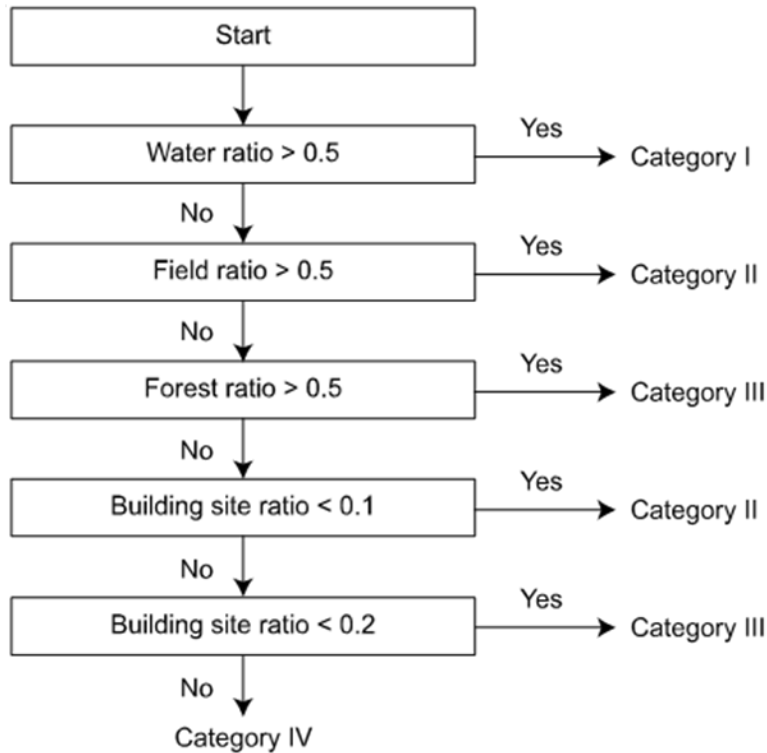 Start
Water ratio > 0.5
Yes
Category I
No
Field ratio > 0.5
Yes
Category II
No
Forest ratio > 0.5
Yes
Category III
No
Building site ratio < 0.1
Yes
Category II
No
Building site ratio < 0.2
Yes
Category III
No
Category IV